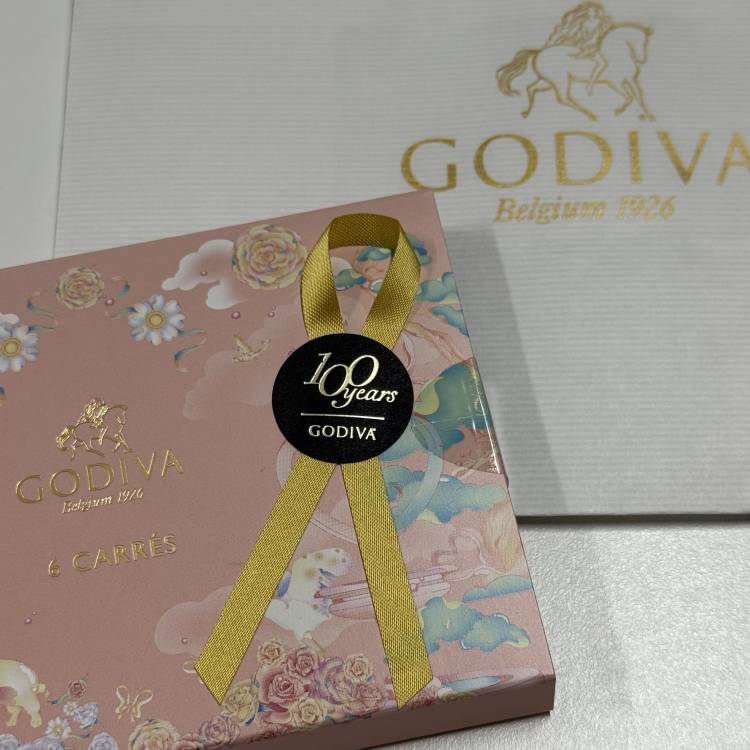 GODIVA
Belgium 1926
100
years
GODIVA
GODIVA
Belgium 1926
6 CARRÉS